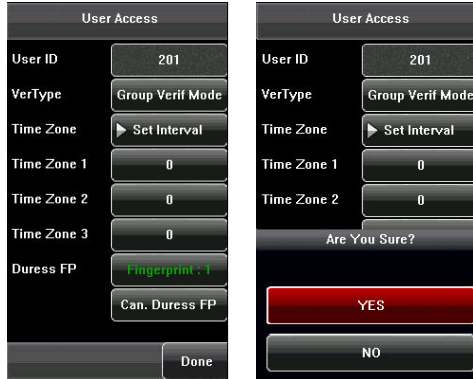 User Access
User ID 201
VerType Group Verif Mode
Time Zone Set Interval
Time Zone 1 0
Time Zone 2 0
Time Zone 3 0
Duress FP Fingerprint : 1
Can. Duress FP
Done
User Access
User ID 201
VerType Group Verif Mode
Time Zone Set Interval
Time Zone 1 0
Time Zone 2 0
Are You Sure?
YES
NO